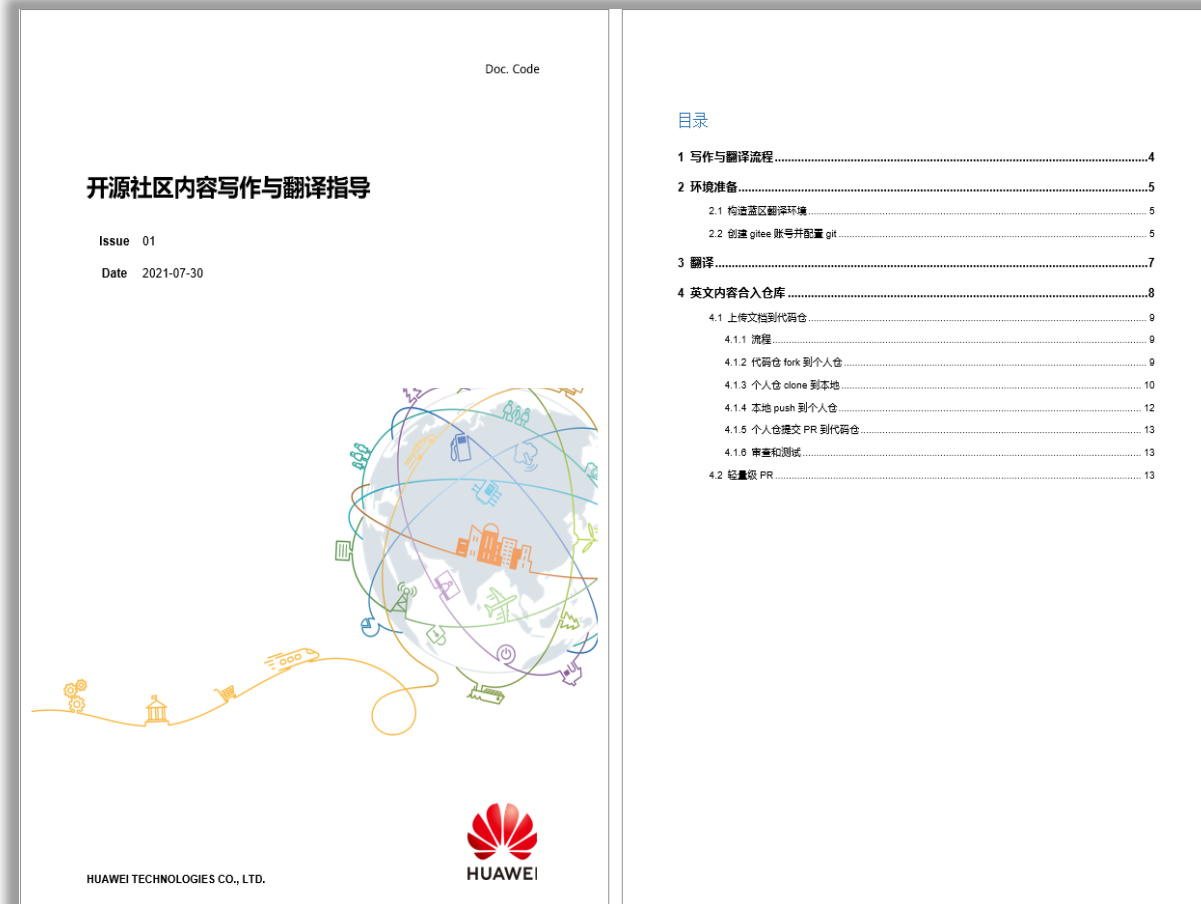 Doc. Code
开源社区内容写作与翻译指导
Issue 01
Date 2021-07-30
HUAWEI
HUAWEI TECHNOLOGIES CO., LTD.
目录
1 写作与翻译流程....................4
2 环境准备....................5
2.1 构造蓝区翻译环境....................5
2.2 创建 gitee 账号并配置 git....................5
3 翻译....................7
4 英文内容合入仓库....................8
4.1 上传文档到代码仓....................9
4.1.1 流程....................9
4.1.2 代码仓 fork 到个人仓....................9
4.1.3 个人仓 clone 到本地....................10
4.1.4 本地 push 到个人仓....................12
4.1.5 个人仓提交 PR 到代码仓....................13
4.1.6 审查和测试....................13
4.2 轻量级 PR....................13